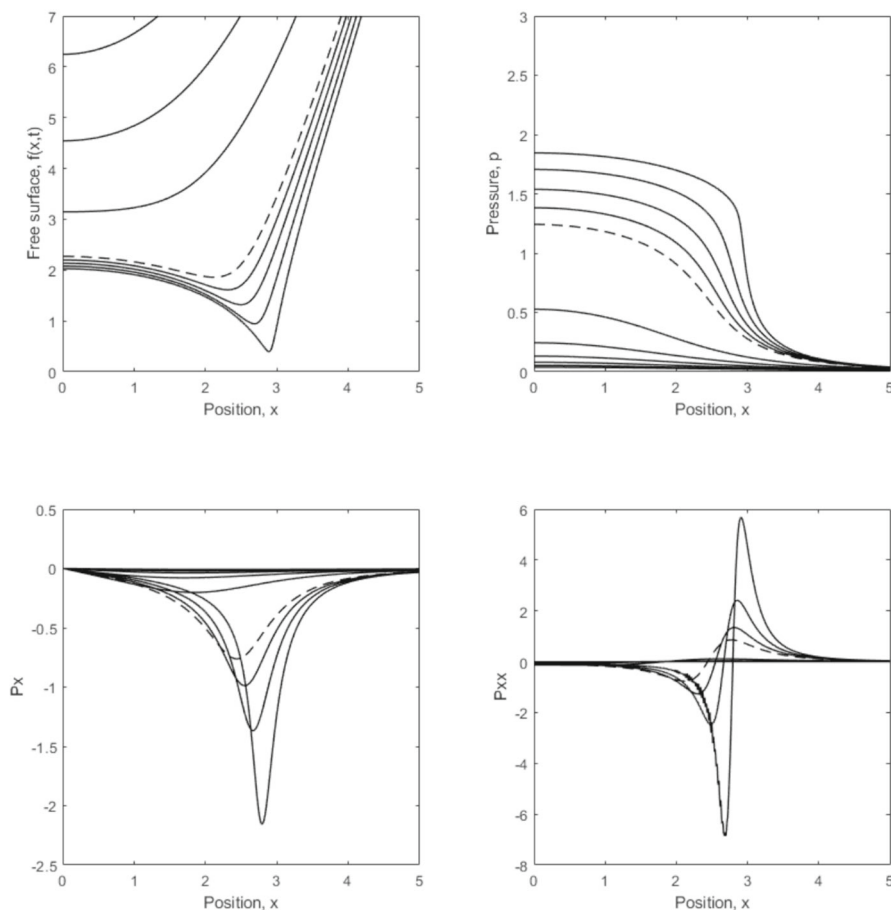 7
6
5
4
3
2
1
0
Free surface, f(x,t)
0 1 2 3 4 5
Position, x
3
2.5
2
1.5
1
0.5
0
Pressure, p
0 1 2 3 4 5
Position, x
0.5
0
-0.5
-1
-1.5
-2
-2.5
Px
0 1 2 3 4 5
Position, x
6
4
2
0
-2
-4
-6
-8
Pxx
0 1 2 3 4 5
Position, x